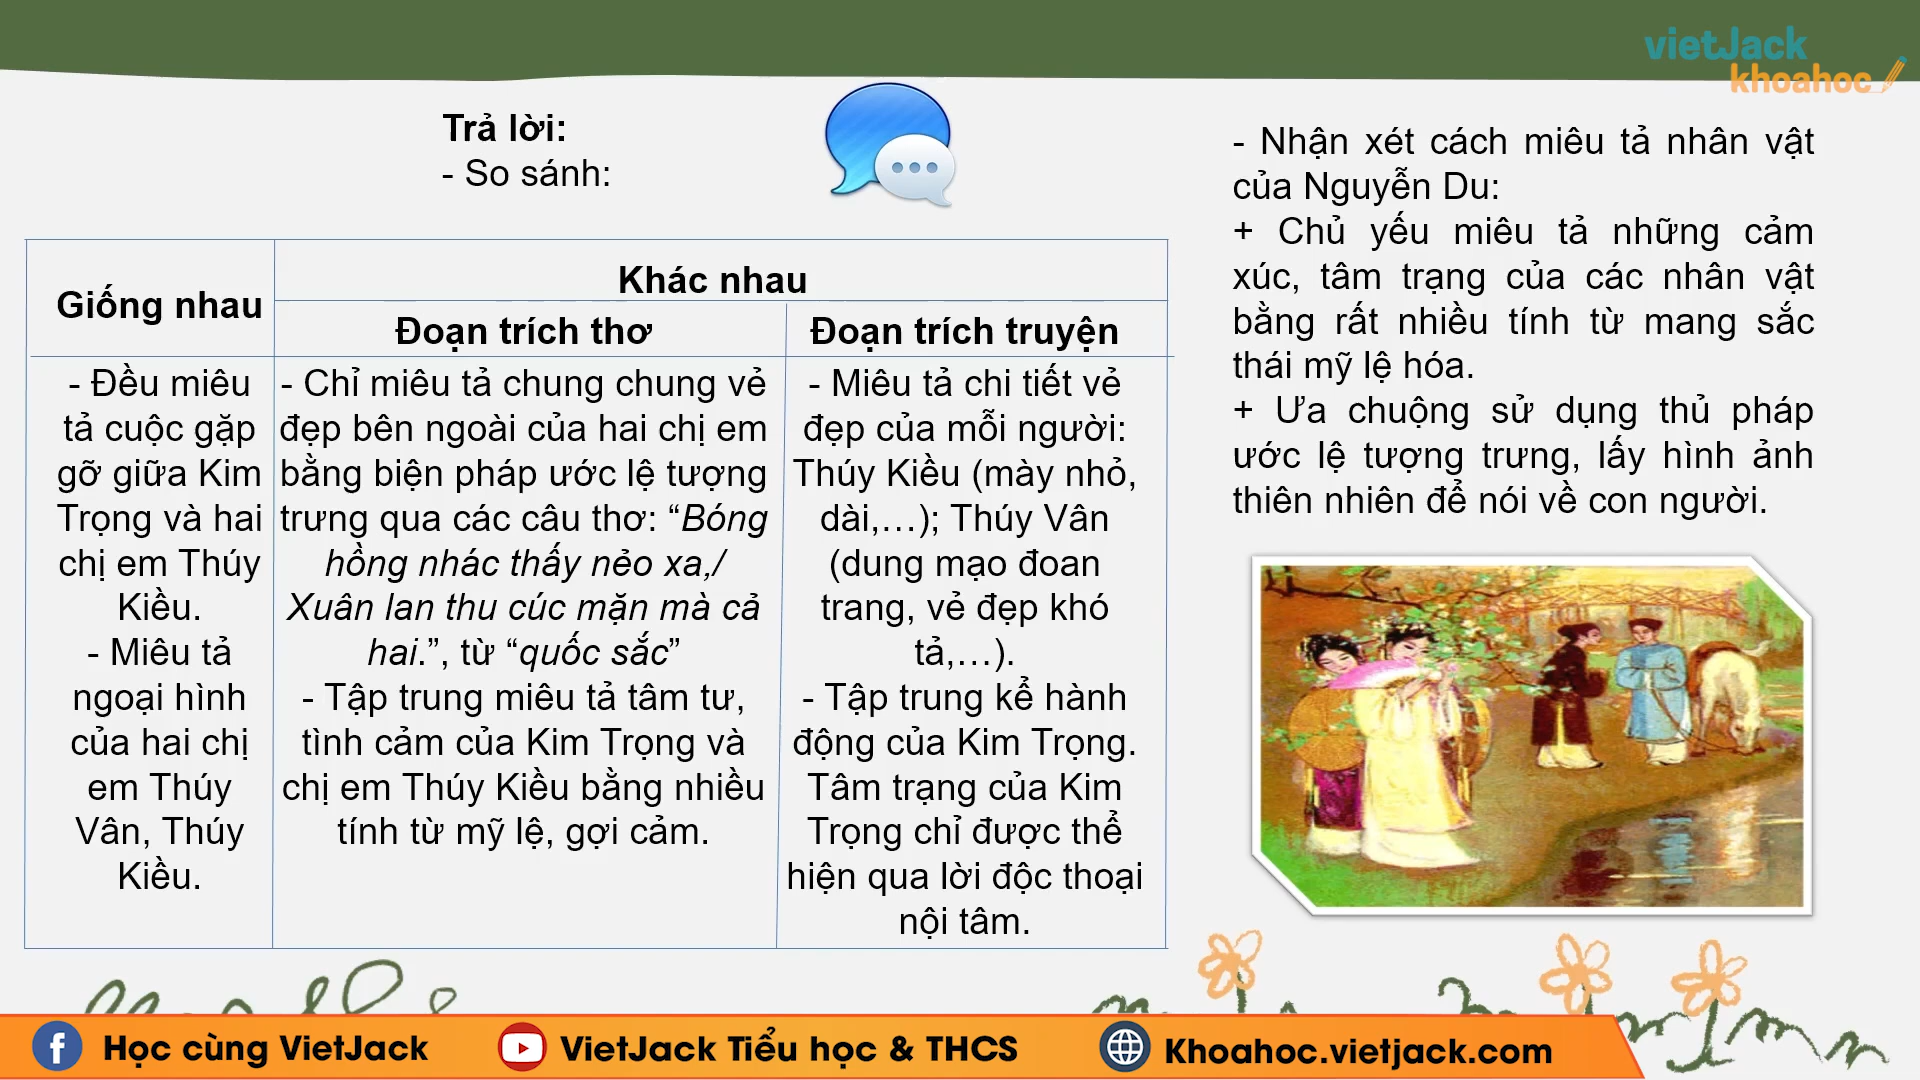 vietJack
khoahoc
Trả lời:
- So sánh:
Giống nhau
Khác nhau
Đoạn trích thơ
Đoạn trích truyện
- Đều miêu
tả cuộc gặp
gỡ giữa Kim
Trọng và hai
chị em Thúy
Kiều.
- Miêu tả
ngoại hình
của hai chị
em Thúy
Vân, Thúy
Kiều.
- Chỉ miêu tả chung chung vẻ
đẹp bên ngoài của hai chị em
bằng biện pháp ước lệ tượng
trưng qua các câu thơ: “Bóng
hồng nhác thấy nẻo xa,/
Xuân lan thu cúc mặn mà cả
hai.”, từ “quốc sắc”
- Tập trung miêu tả tâm tư,
tình cảm của Kim Trọng và
chị em Thúy Kiều bằng nhiều
tính từ mỹ lệ, gợi cảm.
- Miêu tả chi tiết vẻ
đẹp của mỗi người:
Thúy Kiều (mày nhỏ,
dài,…); Thúy Vân
(dung mạo đoan
trang, vẻ đẹp khó
tả,…).
- Tập trung kể hành
động của Kim Trọng.
Tâm trạng của Kim
Trọng chỉ được thể
hiện qua lời độc thoại
nội tâm.
- Nhận xét cách miêu tả nhân vật
của Nguyễn Du:
+ Chủ yếu miêu tả những cảm
xúc, tâm trạng của các nhân vật
bằng rất nhiều tính từ mang sắc
thái mỹ lệ hóa.
+ Ưa chuộng sử dụng thủ pháp
ước lệ tượng trưng, lấy hình ảnh
thiên nhiên để nói về con người.
Học cùng VietJack
VietJack Tiểu học & THCS
Khoahoc.vietjack.com